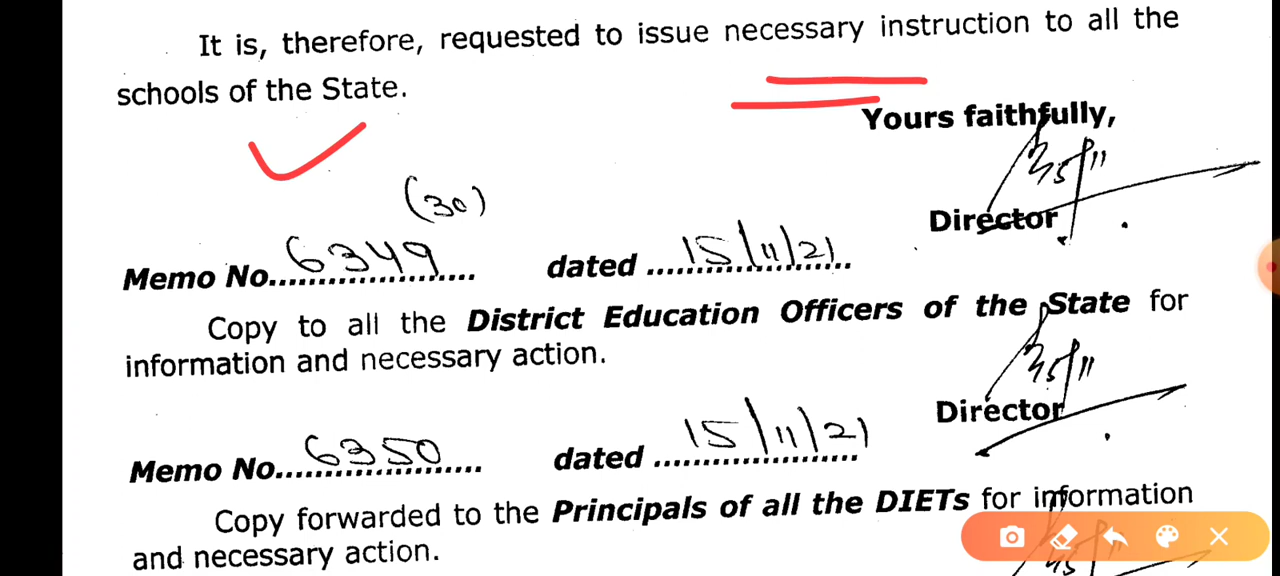 It is, therefore, requested to issue necessary instruction to all the
schools of the State.
Yours faithfully,
(30)
Director
Memo No. 6349 dated 15/11/21
Copy to all the District Education Officers of the State for
information and necessary action.
Director
Memo No. 6350 dated 15/11/21
Copy forwarded to the Principals of all the DIETs for information
and necessary action.